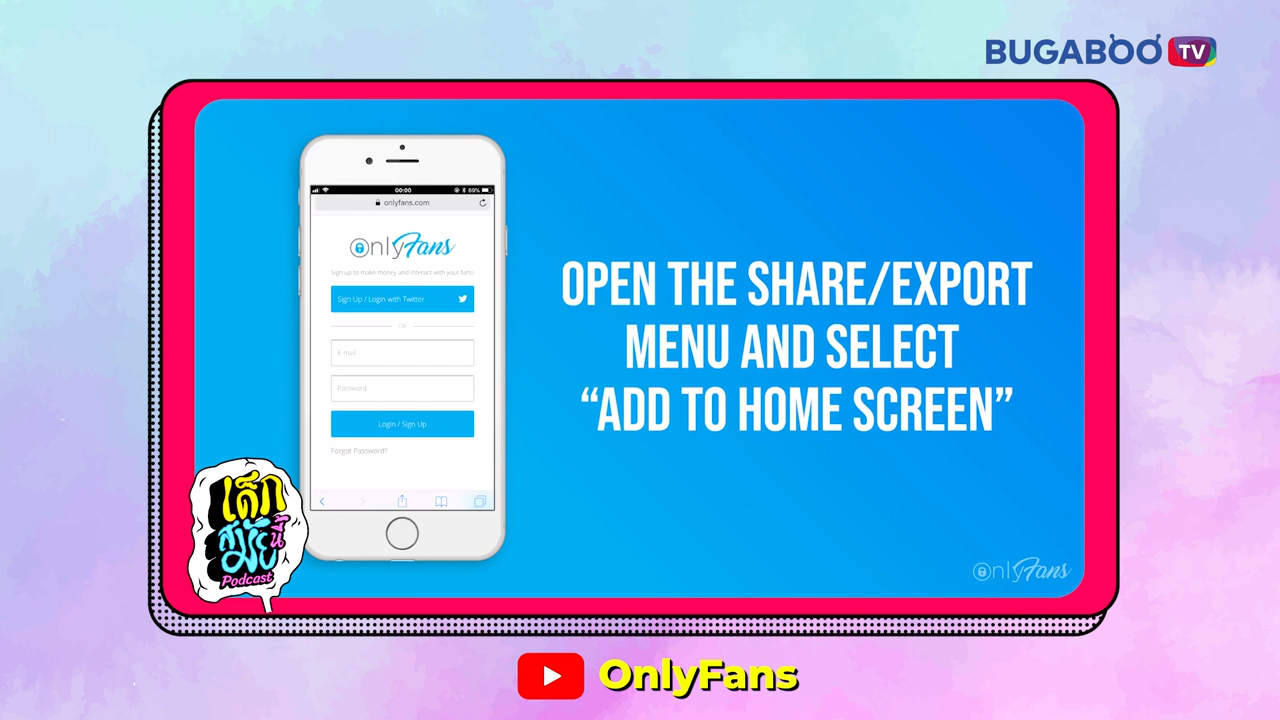 BUGABOO TV
00:00
69%
onlyfans.com
OnlyFans
Sign up to make money and interact with your fans!
Sign Up / Login with Twitter
OR
E mail
Password
Login / Sign Up
Forgot Password?
OPEN THE SHARE/EXPORT
MENU AND SELECT
“ADD TO HOME SCREEN”
เด็ก
สมัยนี้
Podcast
OnlyFans
OnlyFans